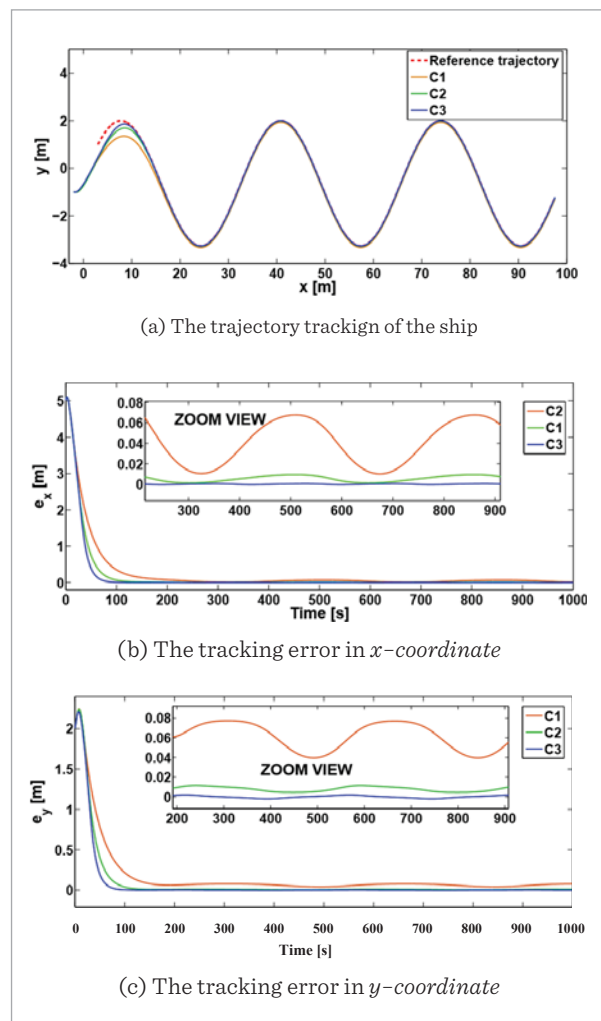 4
2
0
−2
−4
y [m]
Reference trajectory
C1
C2
C3
0 10 20 30 40 50 60 70 80 90 100
x [m]
(a) The trajectory trackign of the ship
5
4
3
2
1
0
e_x [m]
0.08
0.06
0.04
0.02
0
ZOOM VIEW
300 400 500 600 700 800 900
C2
C1
C3
0 100 200 300 400 500 600 700 800 900 1000
Time [s]
(b) The tracking error in x-coordinate
2
1.5
1
0.5
0
e_y [m]
0.08
0.06
0.04
0.02
0
ZOOM VIEW
200 300 400 500 600 700 800 900
C1
C2
C3
0 100 200 300 400 500 600 700 800 900 1000
Time [s]
(c) The tracking error in y-coordinate